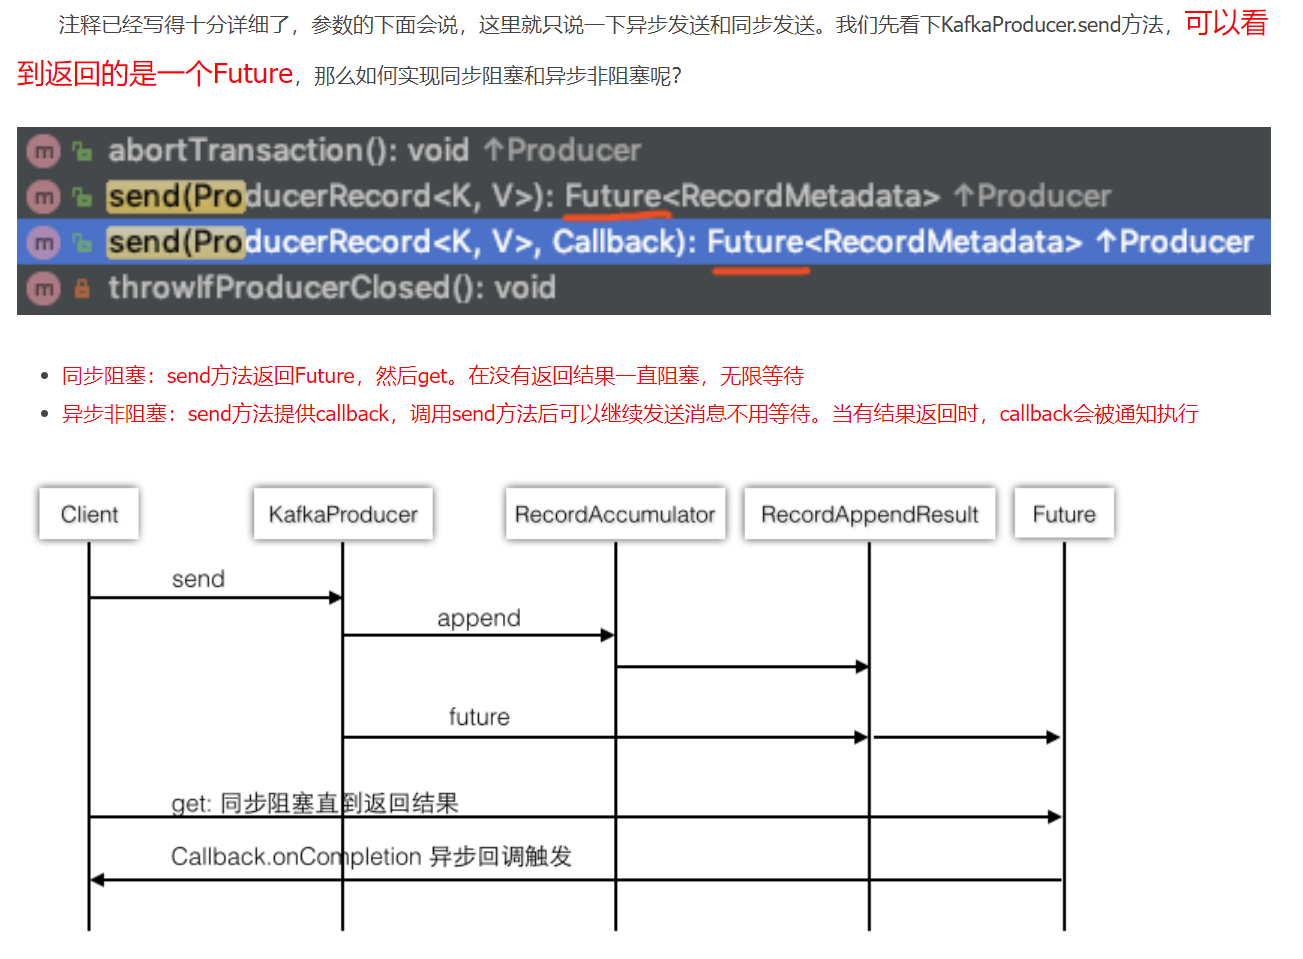 注释已经写得十分详细了，参数的下面会说，这里就只说一下异步发送和同步发送。我们先看下KafkaProducer.send方法，可以看
到返回的是一个Future，那么如何实现同步阻塞和异步非阻塞呢？
m abortTransaction(): void ↑Producer
m send(ProducerRecord<K, V>): Future<RecordMetadata> ↑Producer
m send(ProducerRecord<K, V>, Callback): Future<RecordMetadata> ↑Producer
m throwIfProducerClosed(): void
• 同步阻塞：send方法返回Future，然后get。在没有返回结果一直阻塞，无限等待
• 异步非阻塞：send方法提供callback，调用send方法后可以继续发送消息不用等待。当有结果返回时，callback会被通知执行
Client KafkaProducer RecordAccumulator RecordAppendResult Future
send
append
future
get: 同步阻塞直到返回结果
Callback.onCompletion 异步回调触发